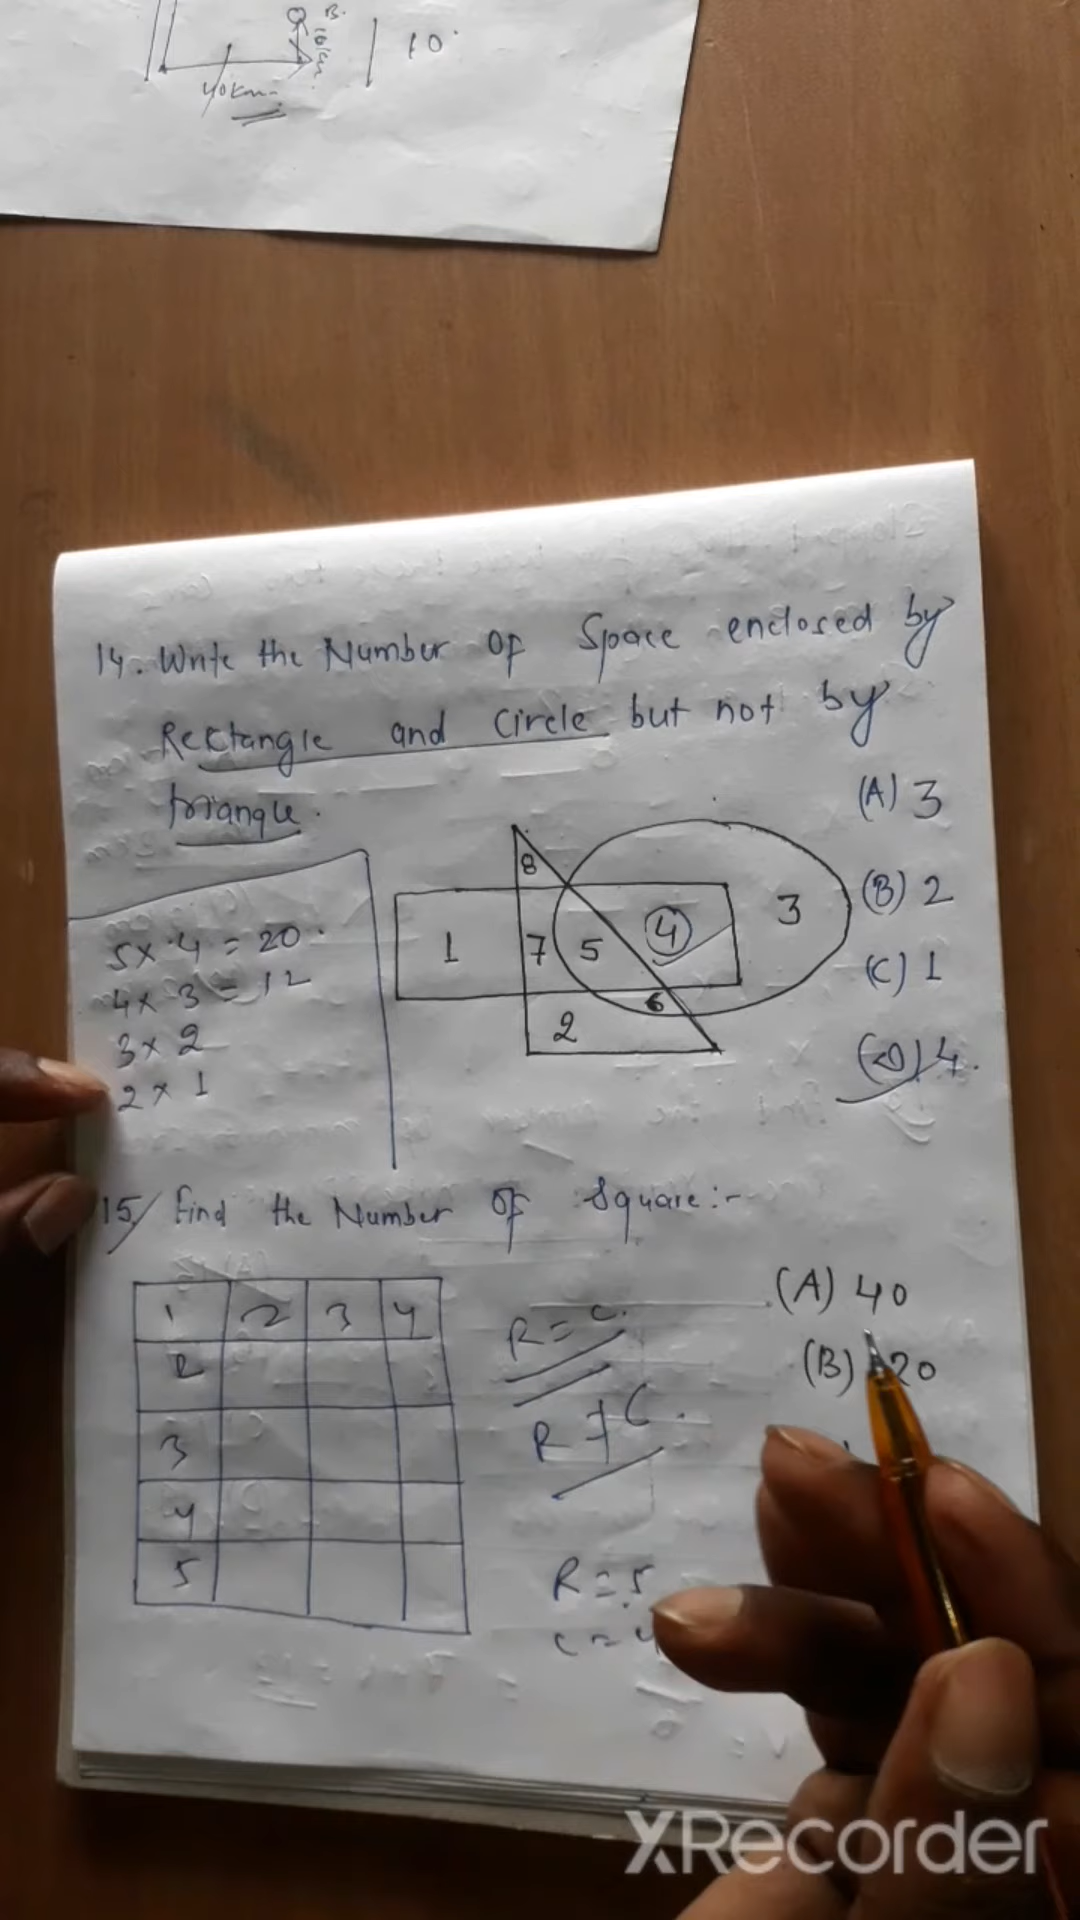 B.
10
40km
14. Write the Number Of Space enclosed by
Rectangle and Circle but not by
triangle.
(A) 3
(B) 2
(C) 1
(D) 4.
8
1 7 5 4 3
6
2
5 x 4 = 20
4 x 3 = 12
3 x 2
2 x 1
15/ Find the Number Of Square:-
1 2 3 4
2
3
4
5
R = C.
R ≠ C.
R = 5
C = 4
(A) 40
(B) 20
XRecorder